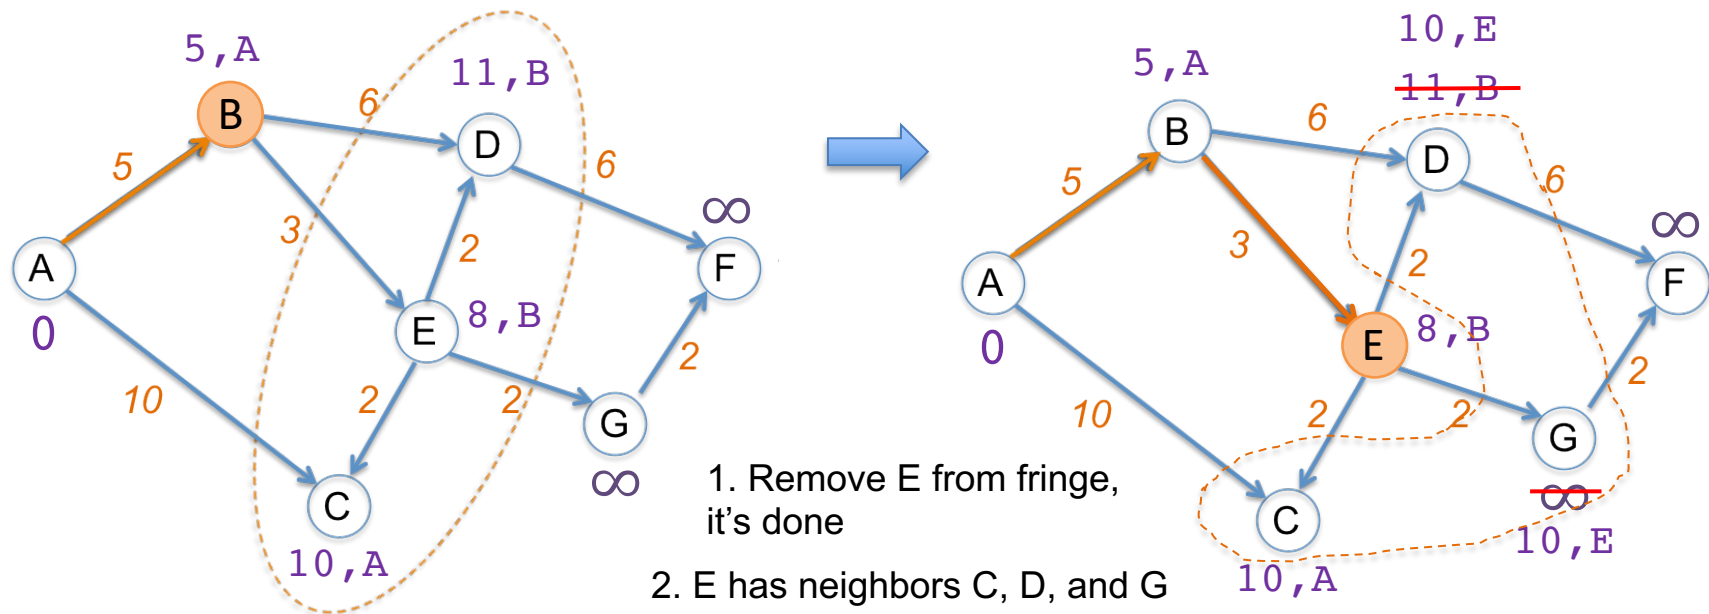 5,A
11,B
B
6
D
5
6
3
2
∞
A
F
0
E
8,B
10
2
2
2
G
∞
C
10,A
10,E
5,A
11,B
B
6
D
5
6
3
2
∞
A
F
0
E
8,B
10
2
2
2
G
∞
C
10,E
10,A
1. Remove E from fringe,
it's done
2. E has neighbors C, D, and G